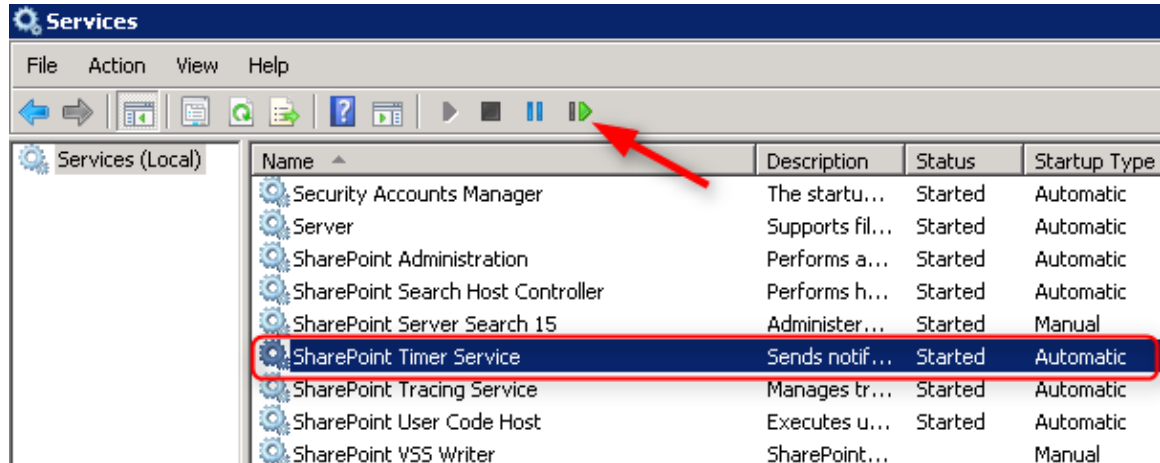 Services
File Action View Help
Services (Local)
Name Description Status Startup Type
Security Accounts Manager The startu... Started Automatic
Server Supports fil... Started Automatic
SharePoint Administration Performs a... Started Automatic
SharePoint Search Host Controller Performs h... Started Automatic
SharePoint Server Search 15 Administer... Started Manual
SharePoint Timer Service Sends notif... Started Automatic
SharePoint Tracing Service Manages tr... Started Automatic
SharePoint User Code Host Executes u... Started Automatic
SharePoint VSS Writer SharePoint... Manual